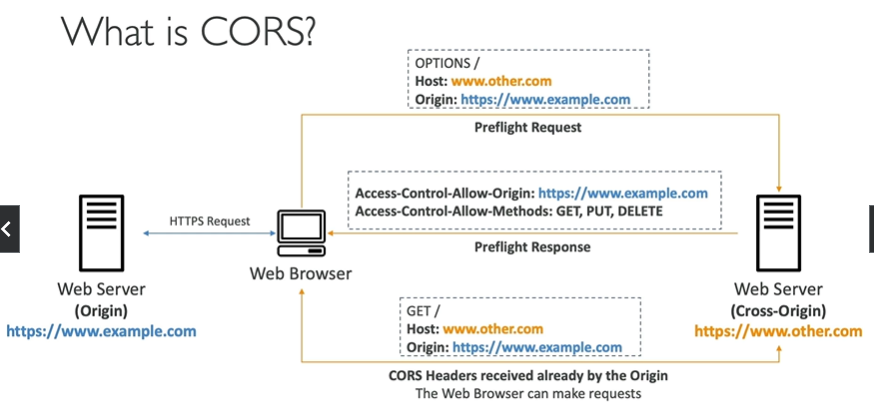 What is CORS?
OPTIONS /
Host: www.other.com
Origin: https://www.example.com
Preflight Request
Access-Control-Allow-Origin: https://www.example.com
Access-Control-Allow-Methods: GET, PUT, DELETE
Preflight Response
HTTPS Request
Web Browser
Web Server
(Origin)
https://www.example.com
Web Server
(Cross-Origin)
https://www.other.com
GET /
Host: www.other.com
Origin: https://www.example.com
CORS Headers received already by the Origin
The Web Browser can make requests